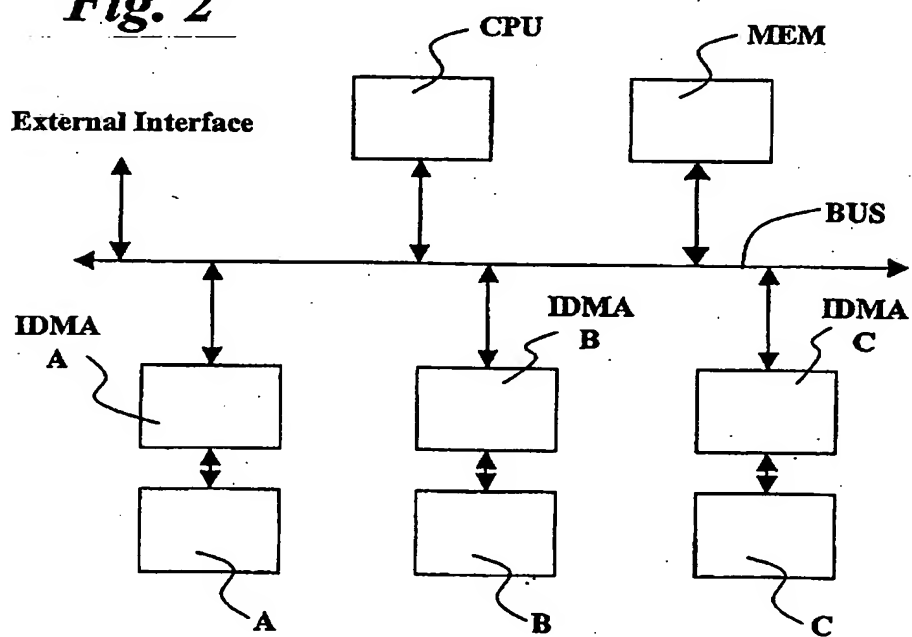 Fig. 2
CPU
MEM
External Interface
BUS
IDMA
A
IDMA
B
IDMA
C
A
B
C